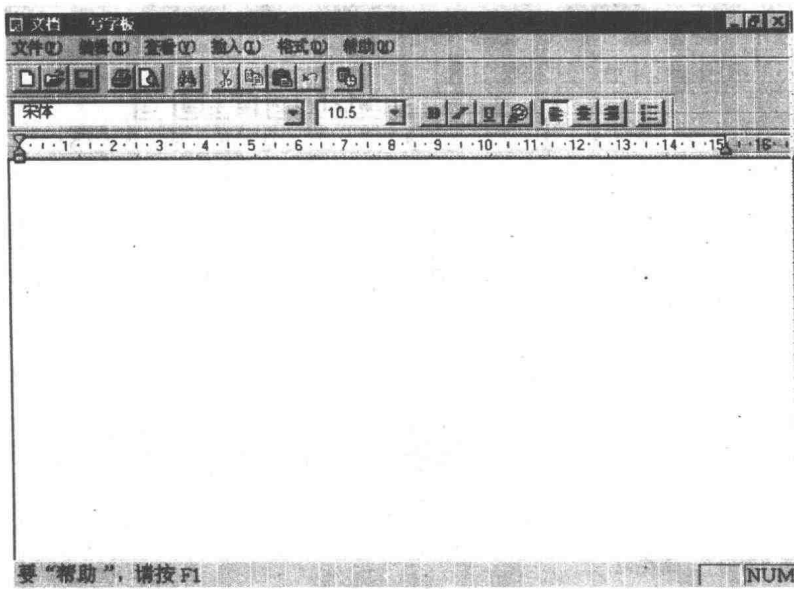 文档 写字板
文件(F) 编辑(E) 查看(V) 插入(I) 格式(O) 帮助(H)
宋体 10.5 B I U
1 2 3 4 5 6 7 8 9 10 11 12 13 14 15 16
要“帮助”，请按 F1 NUM